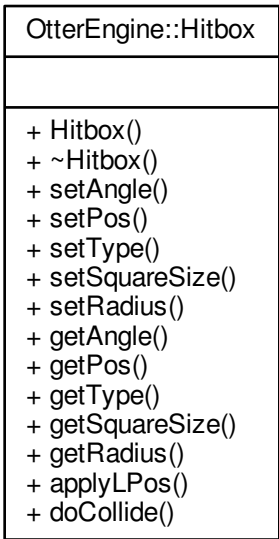 OtterEngine::Hitbox
+ Hitbox()
+ ~Hitbox()
+ setAngle()
+ setPos()
+ setType()
+ setSquareSize()
+ setRadius()
+ getAngle()
+ getPos()
+ getType()
+ getSquareSize()
+ getRadius()
+ applyLPos()
+ doCollide()